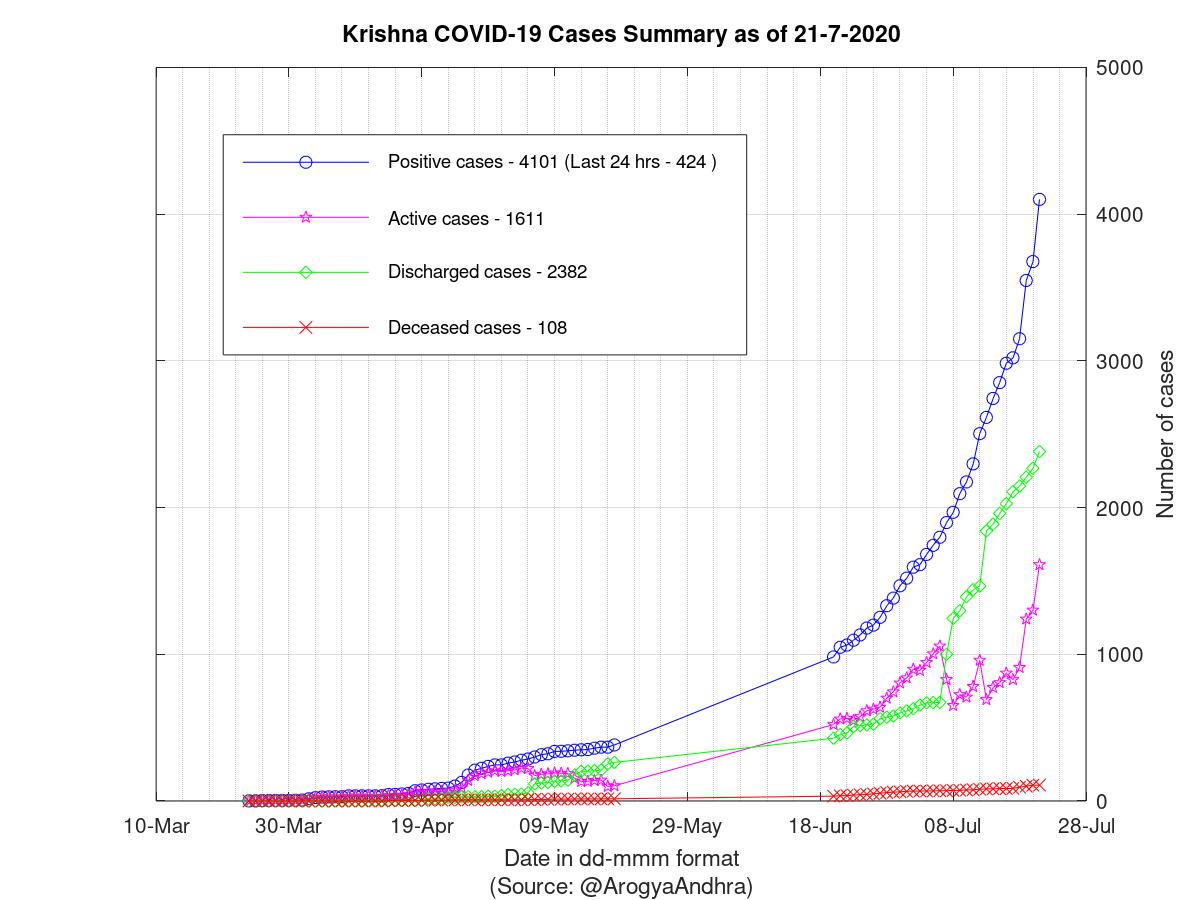 Krishna COVID-19 Cases Summary as of 21-7-2020
Positive cases - 4101 (Last 24 hrs - 424 )
Active cases - 1611
Discharged cases - 2382
Deceased cases - 108
5000
4000
3000
2000
1000
0
Number of cases
10-Mar 30-Mar 19-Apr 09-May 29-May 18-Jun 08-Jul 28-Jul
Date in dd-mmm format
(Source: @ArogyaAndhra)